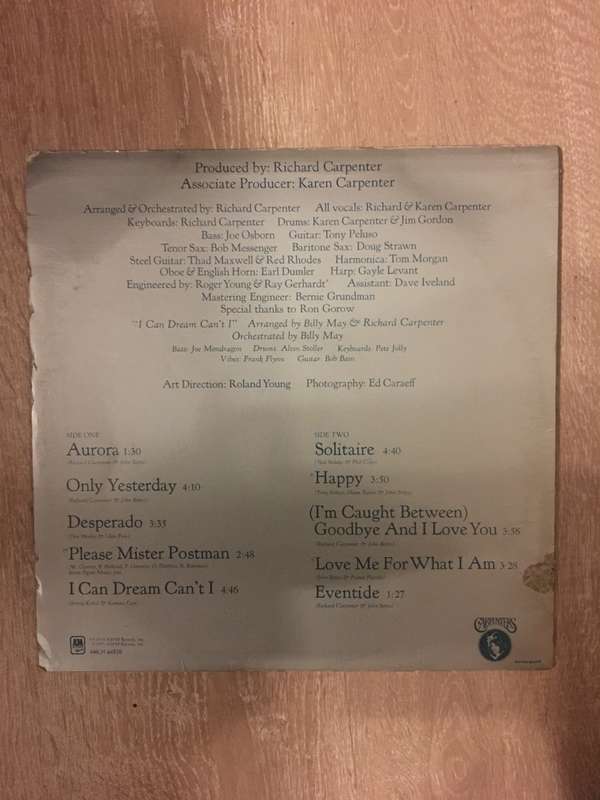 Produced by: Richard Carpenter
Associate Producer: Karen Carpenter
Arranged & Orchestrated by: Richard Carpenter All vocals: Richard & Karen Carpenter
Keyboards: Richard Carpenter Drums: Karen Carpenter & Jim Gordon
Bass: Joe Osborn Guitar: Tony Peluso
Tenor Sax: Bob Messenger Baritone Sax: Doug Strawn
Steel Guitar: Thad Maxwell & Red Rhodes Harmonica: Tom Morgan
Oboe & English Horn: Earl Dumler Harp: Gayle Levant
Engineered by: Roger Young & Ray Gerhardt* Assistant: Dave Iveland
Mastering Engineer: Bernie Grundman
Special thanks to Ron Gorow
**I Can Dream Can't I" Arranged by Billy May & Richard Carpenter
Orchestrated by Billy May
Bass: Joe Mondragon Drums: Alvin Stoller Keyboards: Pete Jolly
Vibes: Frank Flynn Guitar: Bob Bain
Art Direction: Roland Young Photography: Ed Caraeff
SIDE ONE
Aurora 1:30
(Richard Carpenter & John Bettis)
Only Yesterday 4:10
(Richard Carpenter & John Bettis)
Desperado 3:35
Please Mister Postman 2:48
I Can Dream Can't I 4:46
SIDE TWO
Solitaire 4:40
(Neil Sedaka & Phil Cody)
*Happy 3:50
(I'm Caught Between)
Goodbye And I Love You 3:58
(Richard Carpenter & John Bettis)
Love Me For What I Am 3:28
Eventide 1:27
(Richard Carpenter & John Bettis)
A&M
CARPENTERS